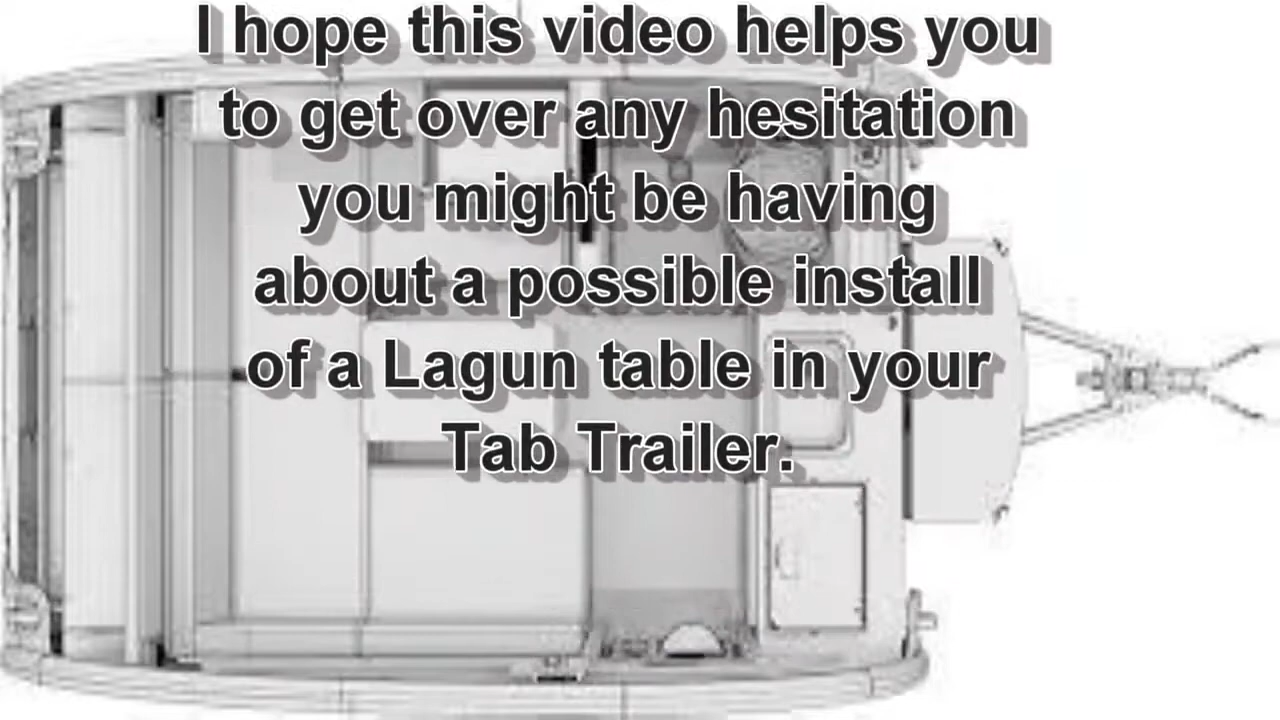 I hope this video helps you
to get over any hesitation
you might be having
about a possible install
of a Lagun table in your
Tab Trailer.